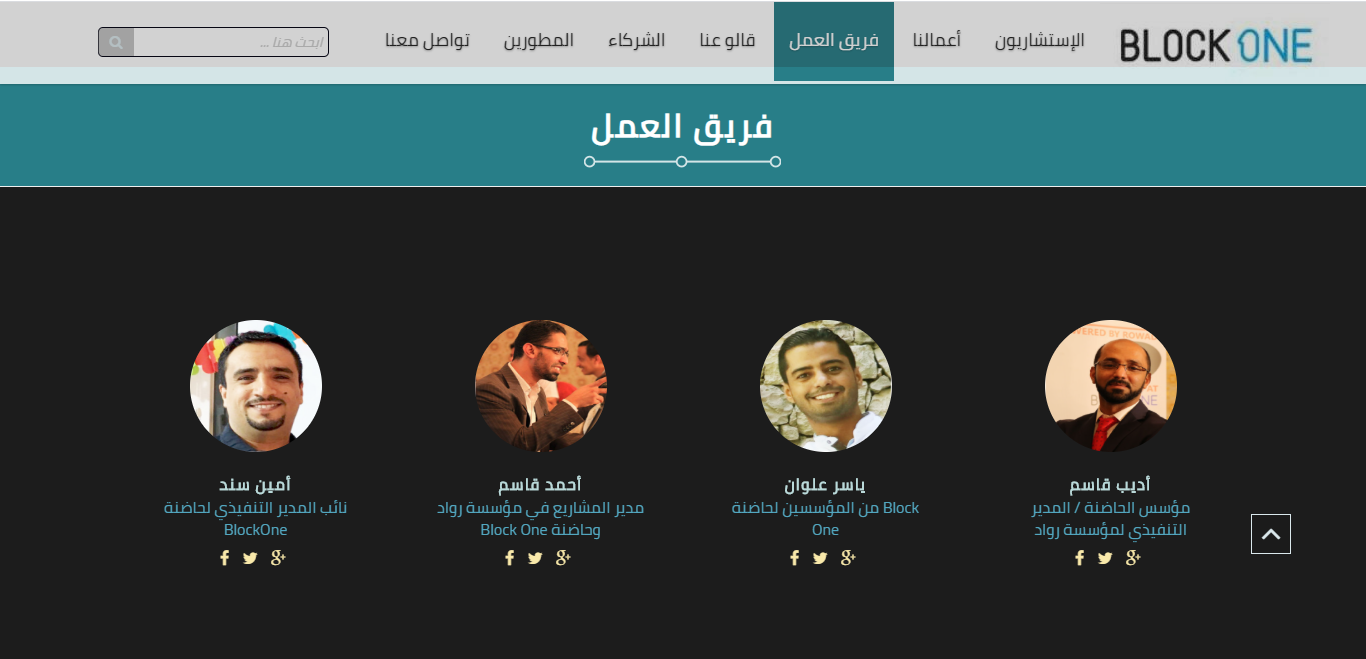 BLOCK ONE
الإستشاريون
أعمالنا
فريق العمل
قالو عنا
الشركاء
المطورين
تواصل معنا
ابحث هنا ...
فريق العمل
أديب قاسم
مؤسس الحاضنة / المدير
التنفيذي لمؤسسة رواد
ياسر علوان
Block من المؤسسين لحاضنة
One
أحمد قاسم
مدير المشاريع في مؤسسة رواد
وحاضنة Block One
أمين سند
نائب المدير التنفيذي لحاضنة
BlockOne